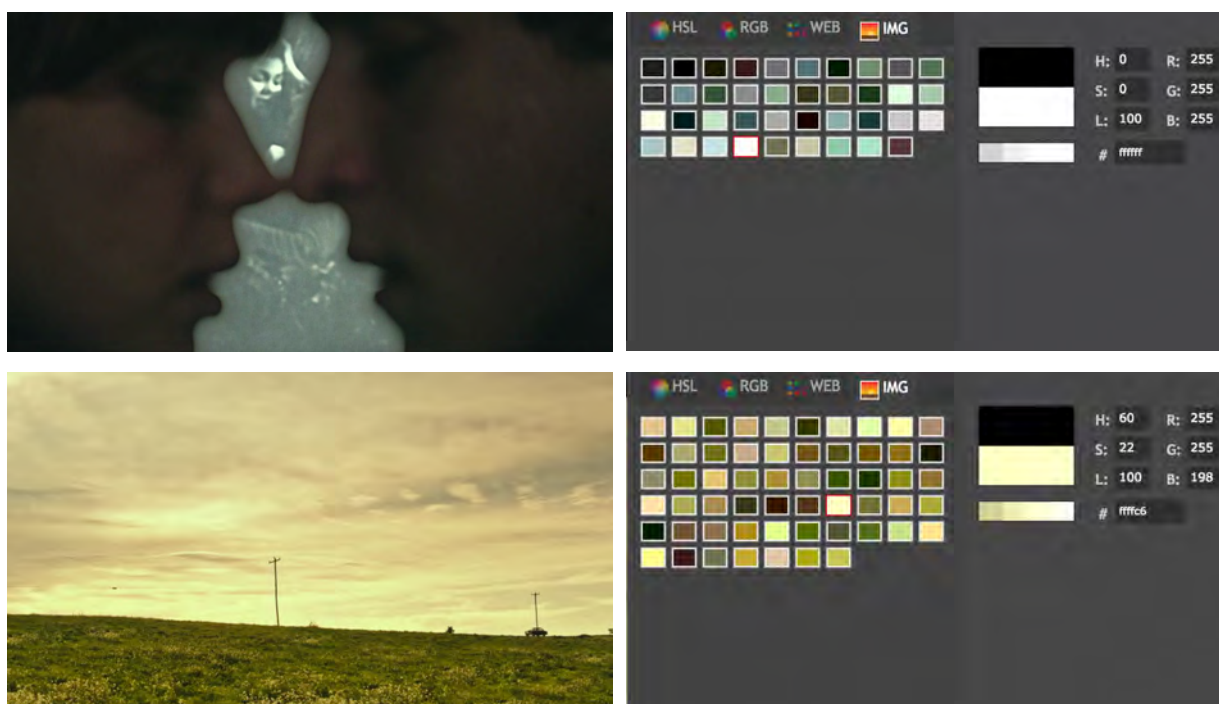 HSL RGB WEB IMG
H: 0 R: 255
S: 0 G: 255
L: 100 B: 255
# ffffff
HSL RGB WEB IMG
H: 60 R: 255
S: 22 G: 255
L: 100 B: 198
# ffffc6